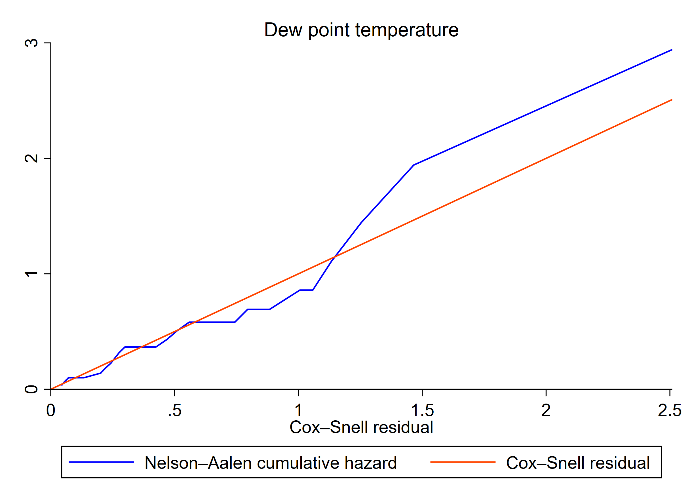 Dew point temperature
3
2
1
0
0 .5 1 1.5 2 2.5
Cox–Snell residual
Nelson–Aalen cumulative hazard Cox–Snell residual